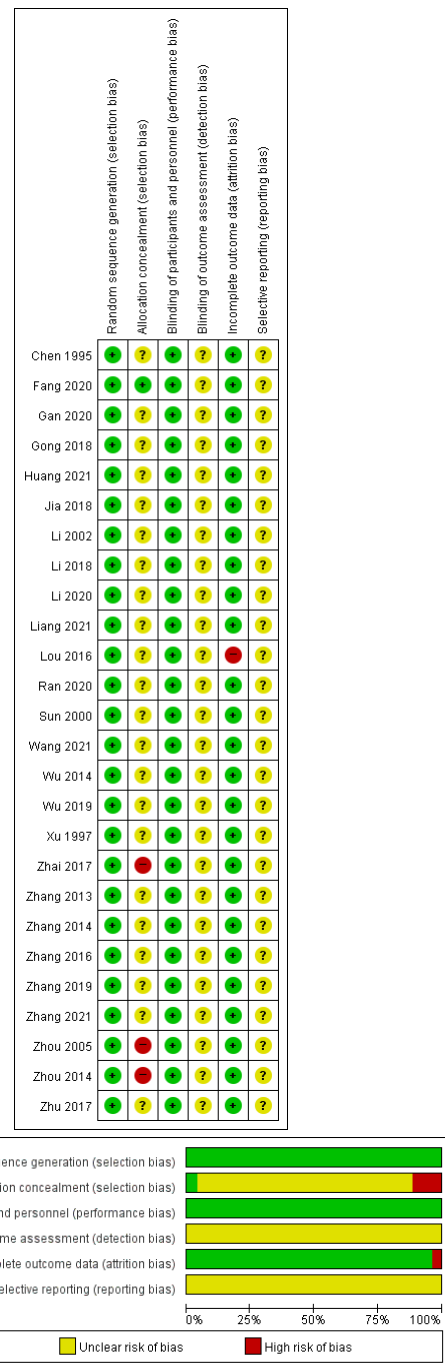 Random sequence generation (selection bias)
Allocation concealment (selection bias)
Blinding of participants and personnel (performance bias)
Blinding of outcome assessment (detection bias)
Incomplete outcome data (attrition bias)
Selective reporting (reporting bias)
Chen 1995 + ? + ? + ?
Fang 2020 + + + ? + ?
Gan 2020 + ? + ? + ?
Gong 2018 + ? + ? + ?
Huang 2021 + ? + ? + ?
Jia 2018 + ? + ? + ?
Li 2002 + ? + ? + ?
Li 2018 + ? + ? + ?
Li 2020 + ? + ? + ?
Liang 2021 + ? + ? + ?
Lou 2016 + ? + ? − ?
Ran 2020 + ? + ? + ?
Sun 2000 + ? + ? + ?
Wang 2021 + ? + ? + ?
Wu 2014 + ? + ? + ?
Wu 2019 + ? + ? + ?
Xu 1997 + ? + ? + ?
Zhai 2017 + − + ? + ?
Zhang 2013 + ? + ? + ?
Zhang 2014 + ? + ? + ?
Zhang 2016 + ? + ? + ?
Zhang 2019 + ? + ? + ?
Zhang 2021 + ? + ? + ?
Zhou 2005 + − + ? + ?
Zhou 2014 + − + ? + ?
Zhu 2017 + ? + ? + ?
ence generation (selection bias)
ion concealment (selection bias)
nd personnel (performance bias)
ome assessment (detection bias)
plete outcome data (attrition bias)
elective reporting (reporting bias)
0% 25% 50% 75% 100%
Unclear risk of bias High risk of bias